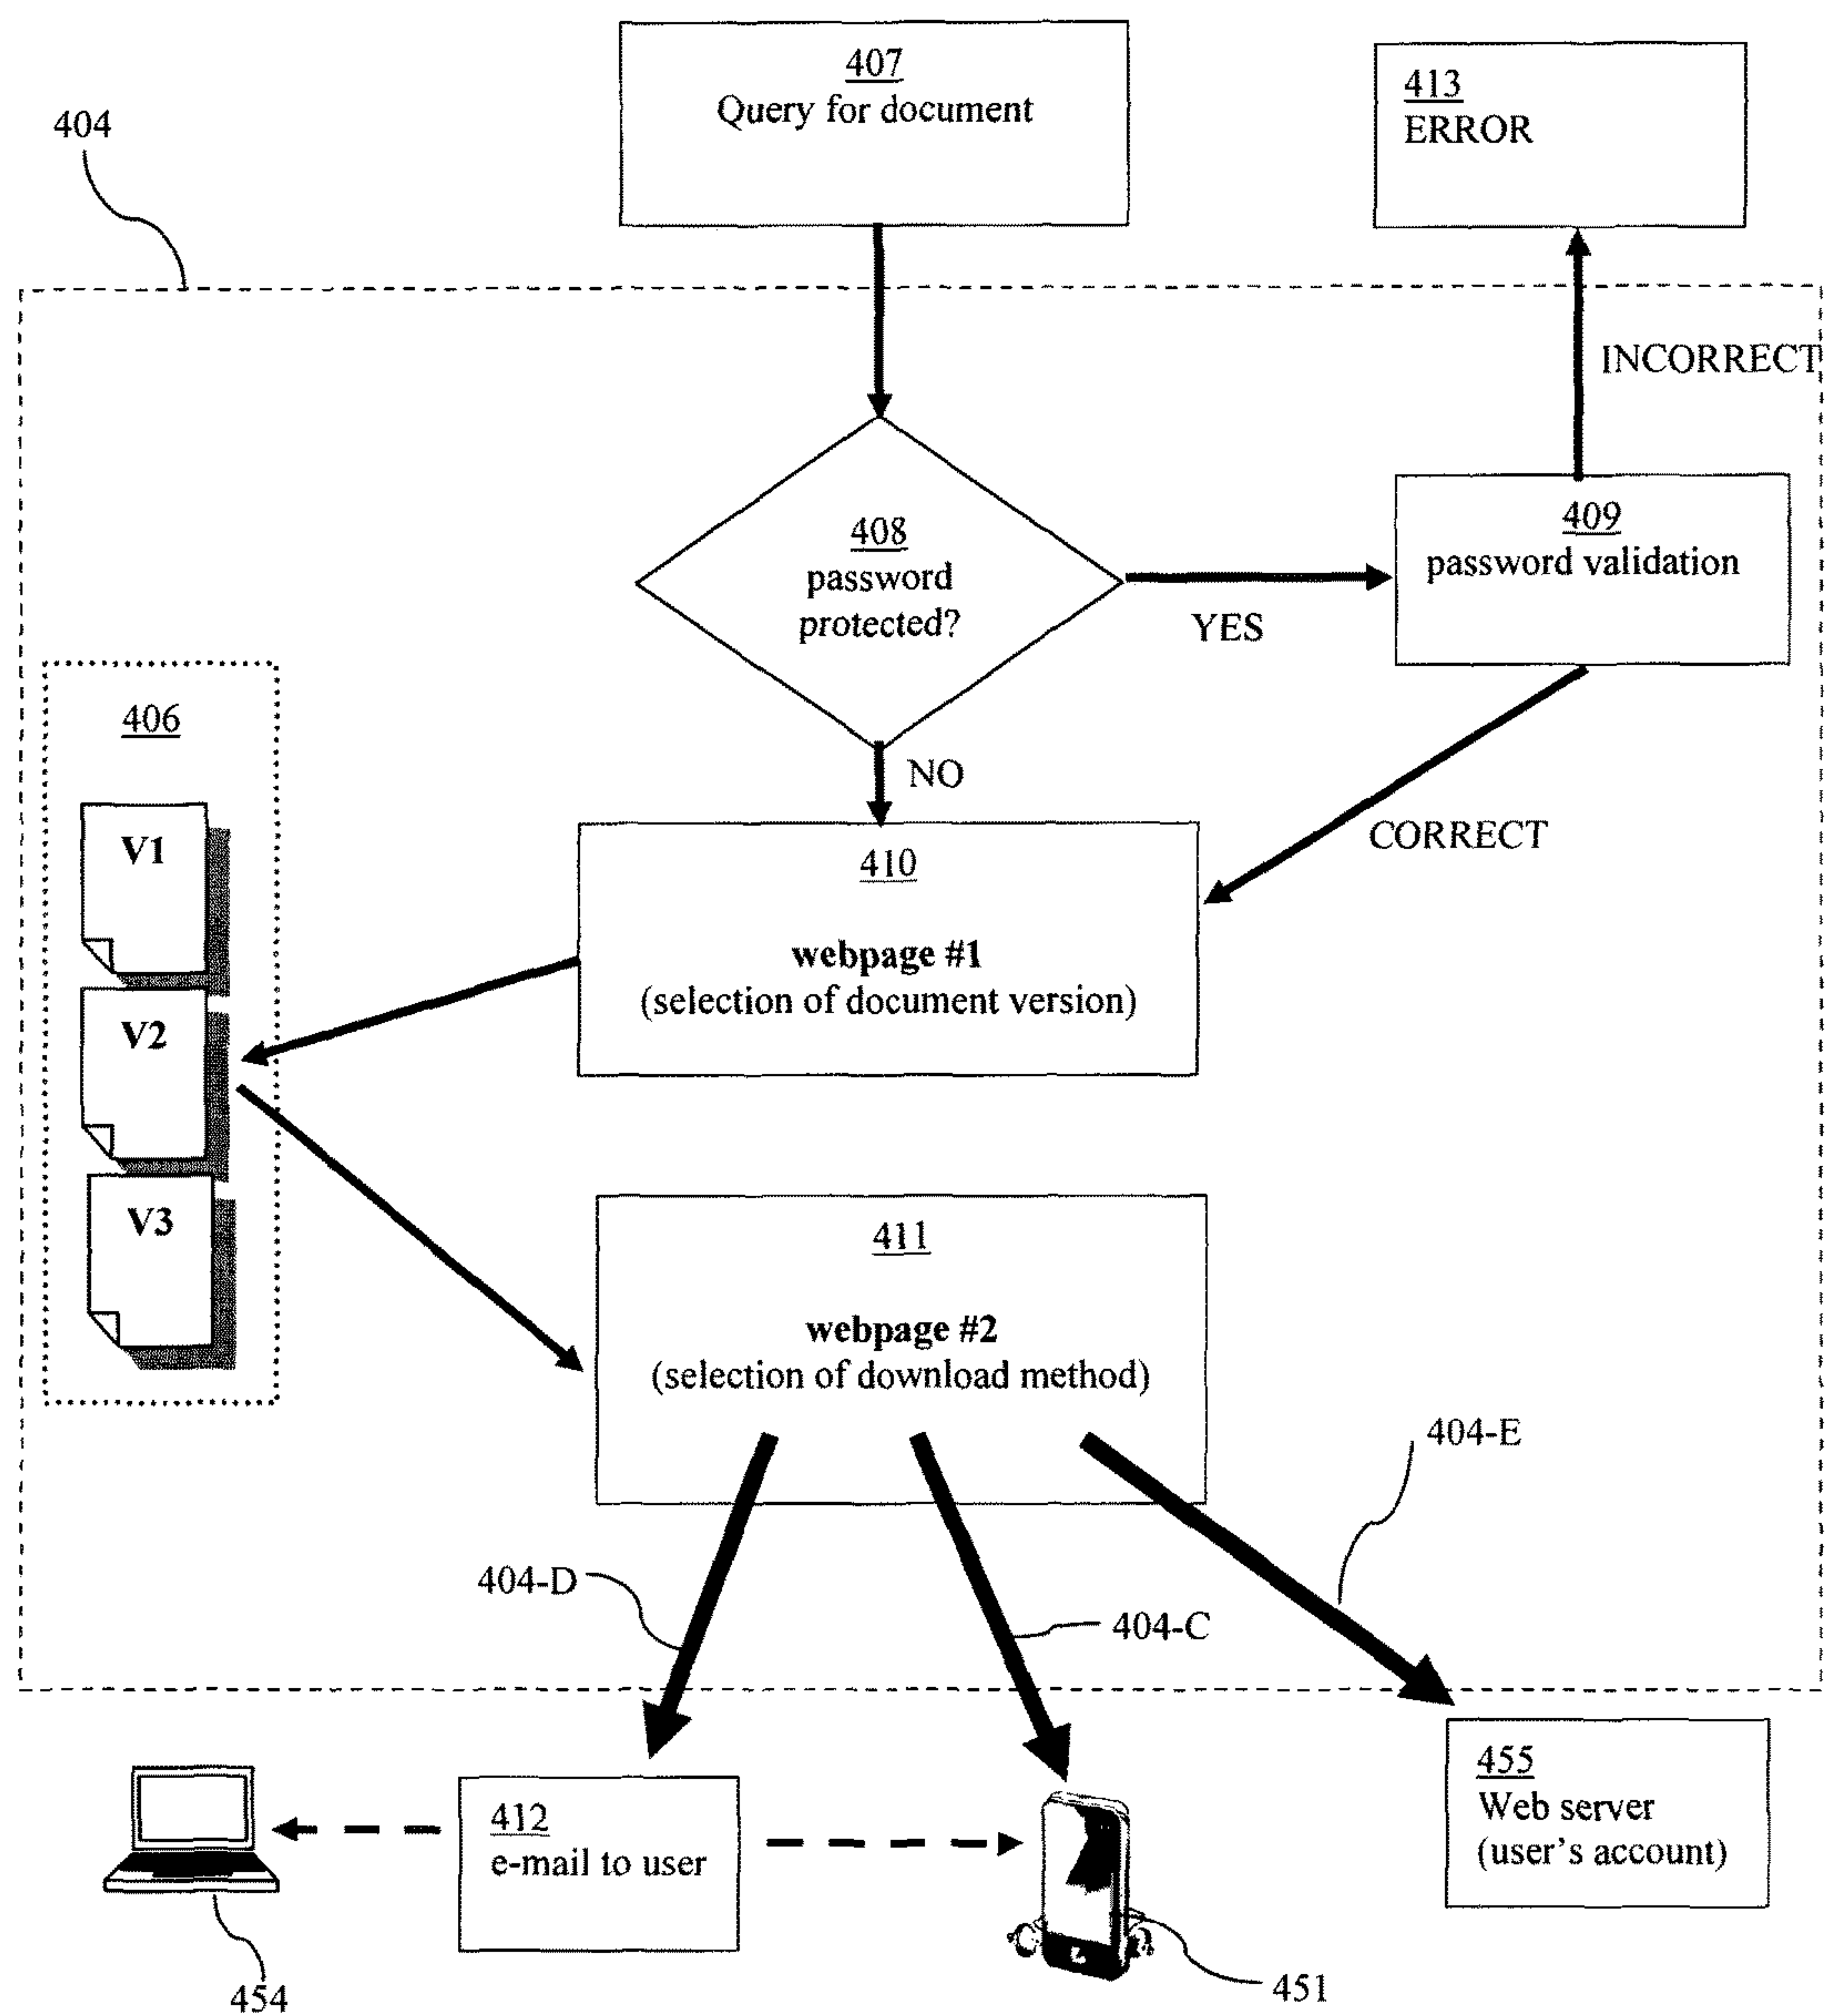 407
Query for document
413
ERROR
404
INCORRECT
408
password
protected?
YES
409
password validation
NO
CORRECT
406
V1
V2
V3
410
webpage #1
(selection of document version)
411
webpage #2
(selection of download method)
404-E
404-D
404-C
412
e-mail to user
455
Web server
(user's account)
454
451